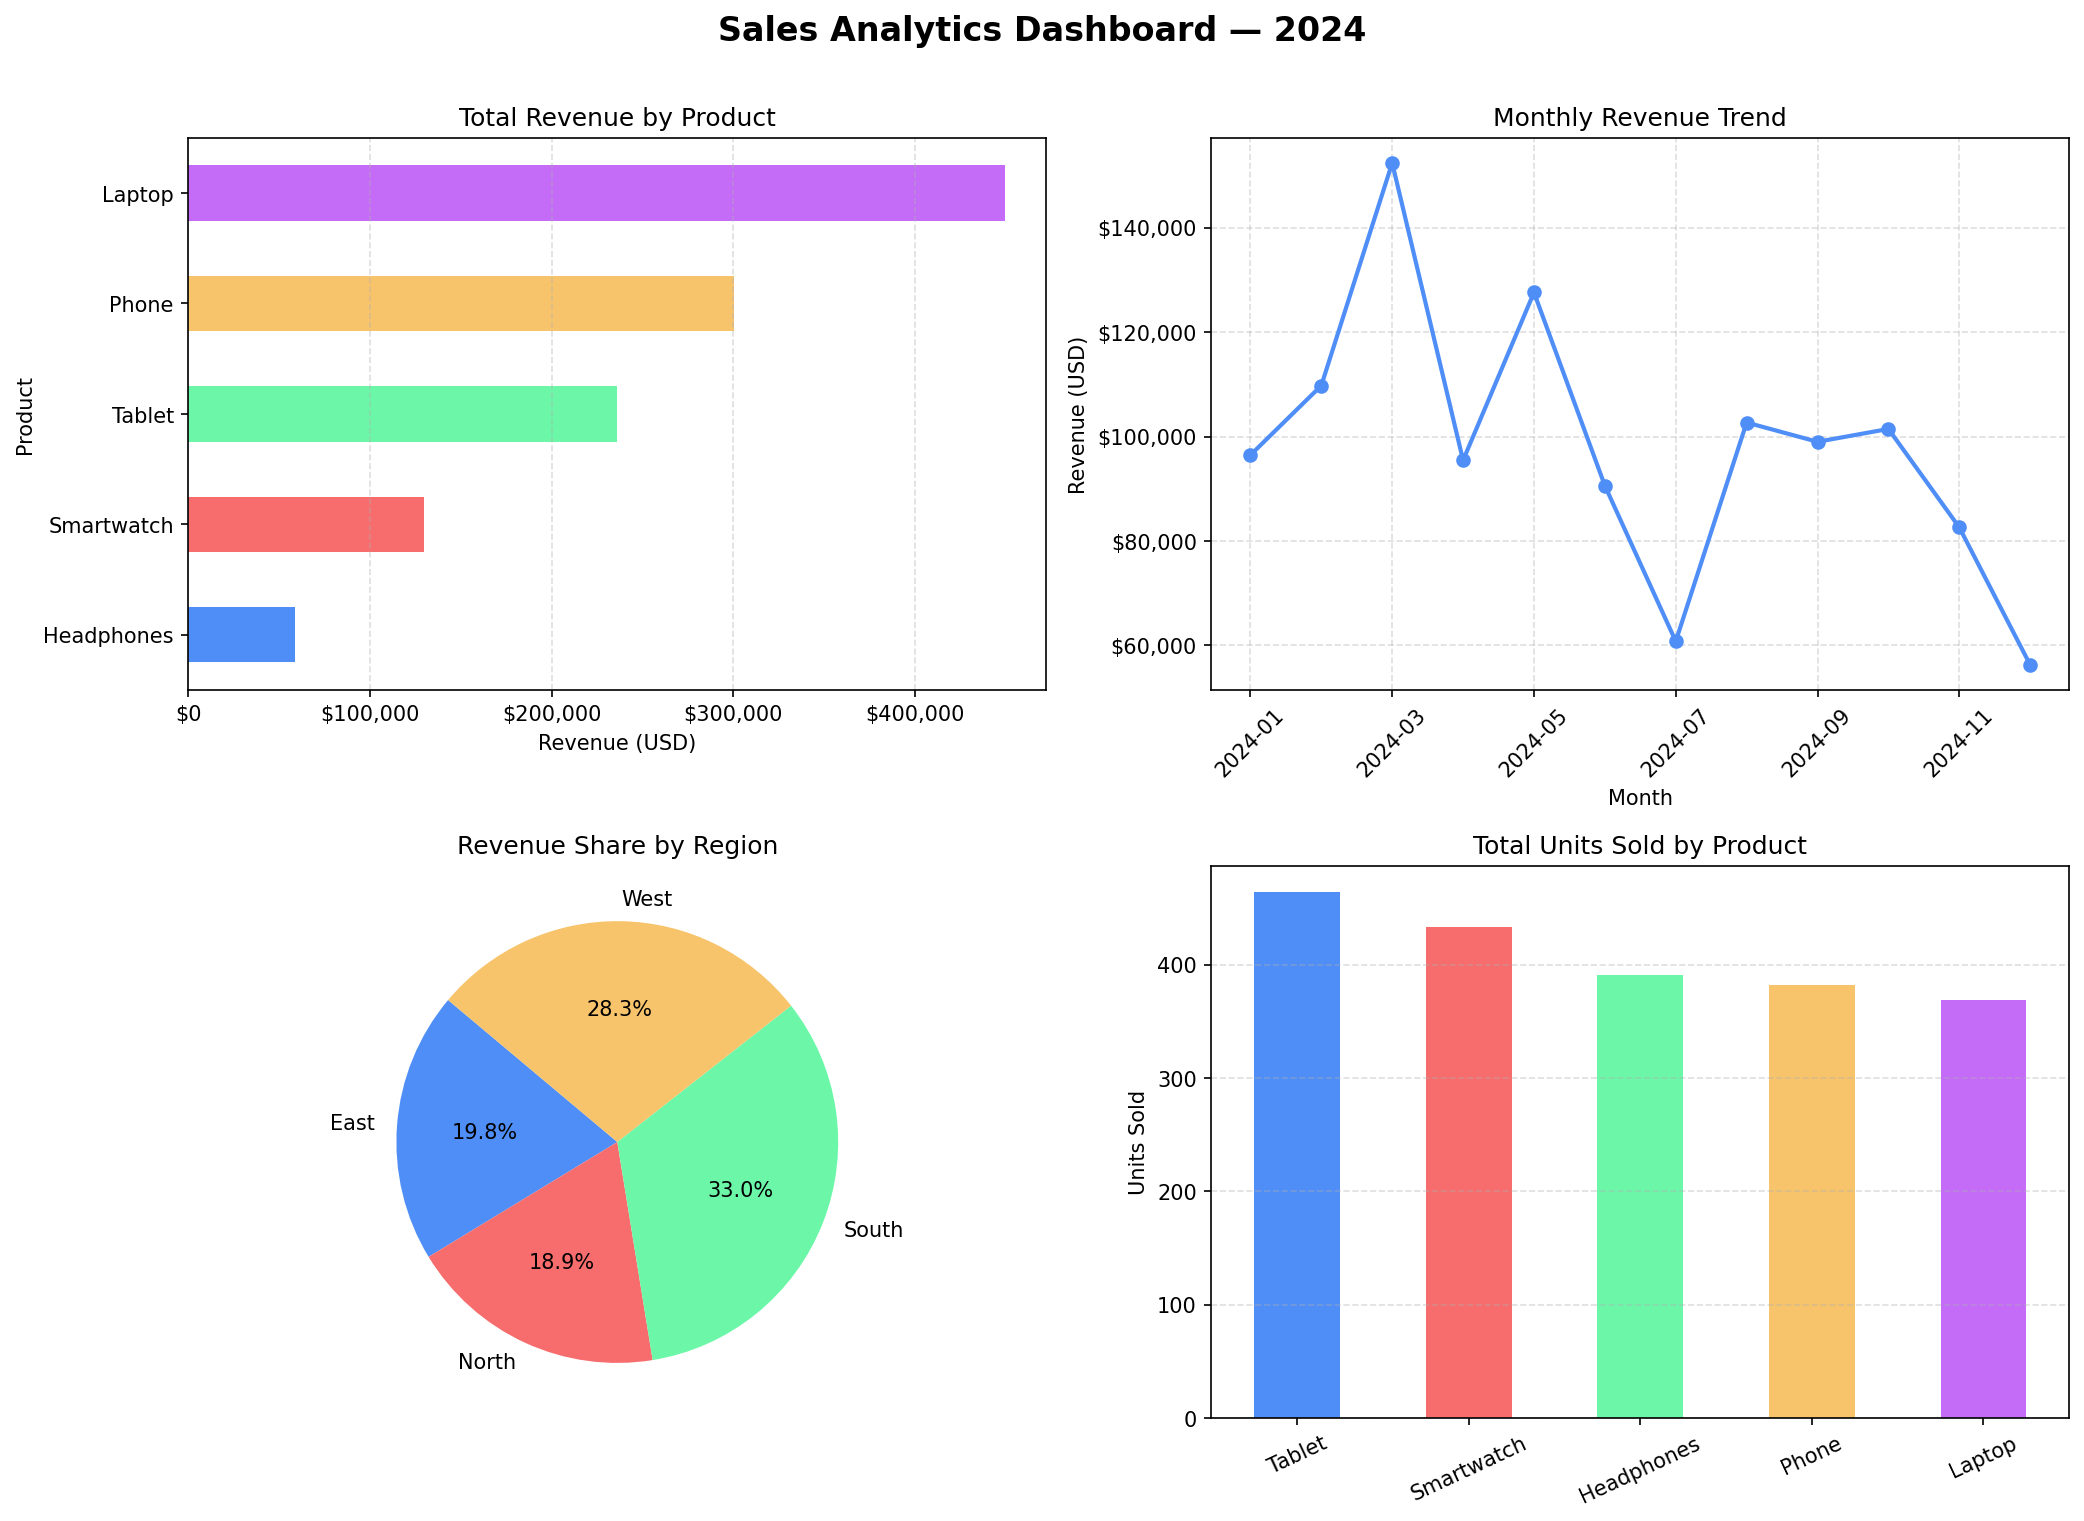 Sales Analytics Dashboard — 2024
Total Revenue by Product
Product
Laptop
Phone
Tablet
Smartwatch
Headphones
$0
$100,000
$200,000
$300,000
$400,000
Revenue (USD)
Monthly Revenue Trend
Revenue (USD)
$140,000
$120,000
$100,000
$80,000
$60,000
2024-01
2024-03
2024-05
2024-07
2024-09
2024-11
Month
Revenue Share by Region
West
28.3%
East
19.8%
33.0%
South
18.9%
North
Total Units Sold by Product
Units Sold
400
300
200
100
0
Tablet
Smartwatch
Headphones
Phone
Laptop